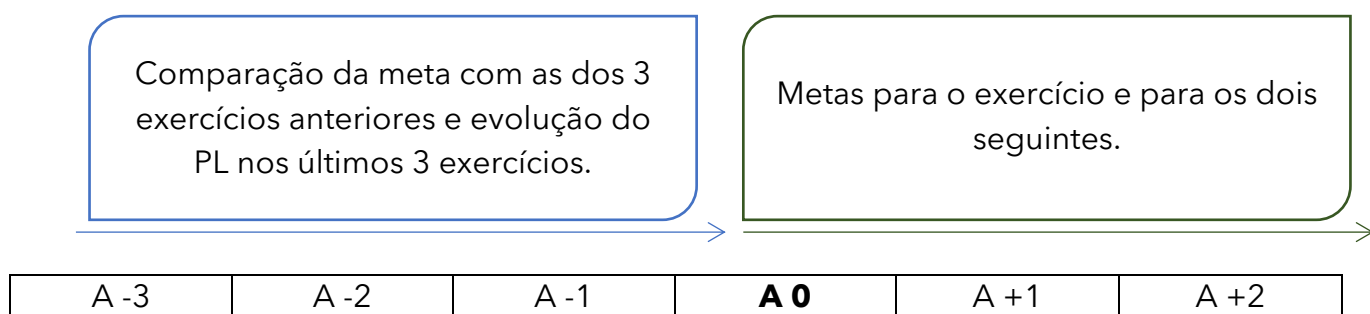 Comparação da meta com as dos 3
exercícios anteriores e evolução do
PL nos últimos 3 exercícios.
Metas para o exercício e para os dois
seguintes.
A -3 A -2 A -1 A 0 A +1 A +2